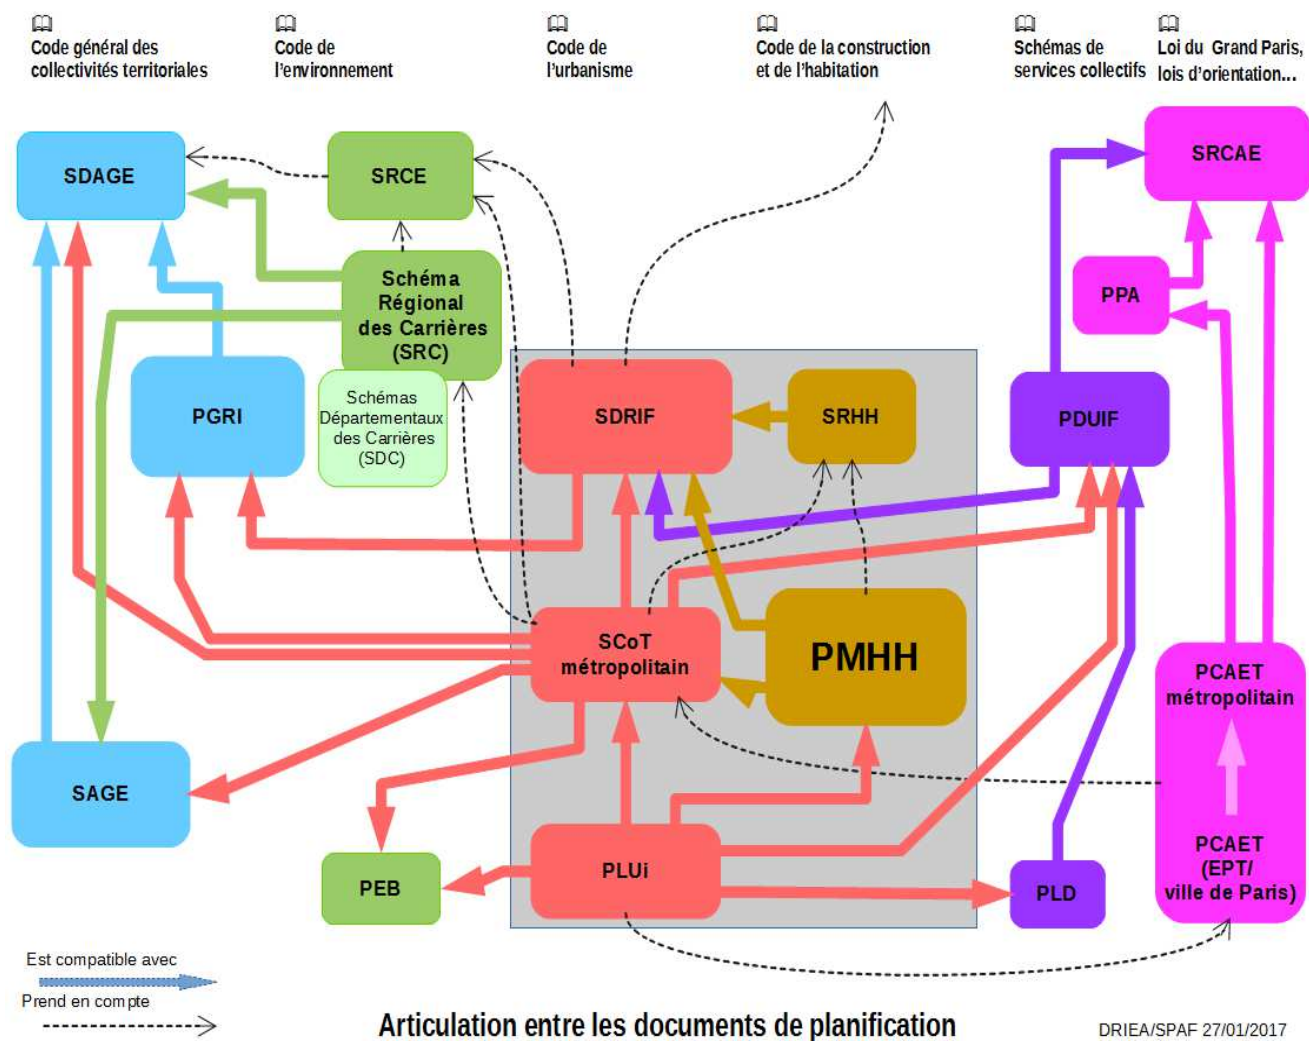 Code général des
collectivités territoriales
Code de
l'environnement
Code de
l'urbanisme
Code de la construction
et de l'habitation
Schémas de
services collectifs
Loi du Grand Paris,
lois d'orientation...
SDAGE
SRCE
SRCAE
Schéma
Régional
des Carrières
(SRC)
PPA
Schémas
Départementaux
des Carrières
(SDC)
PGRI
SDRIF
SRHH
PDUIF
SCoT
métropolitain
PMHH
PCAET
métropolitain
SAGE
PEB
PLUi
PLD
PCAET
(EPT/
ville de Paris)
Est compatible avec
Prend en compte
Articulation entre les documents de planification
DRIEA/SPAF 27/01/2017